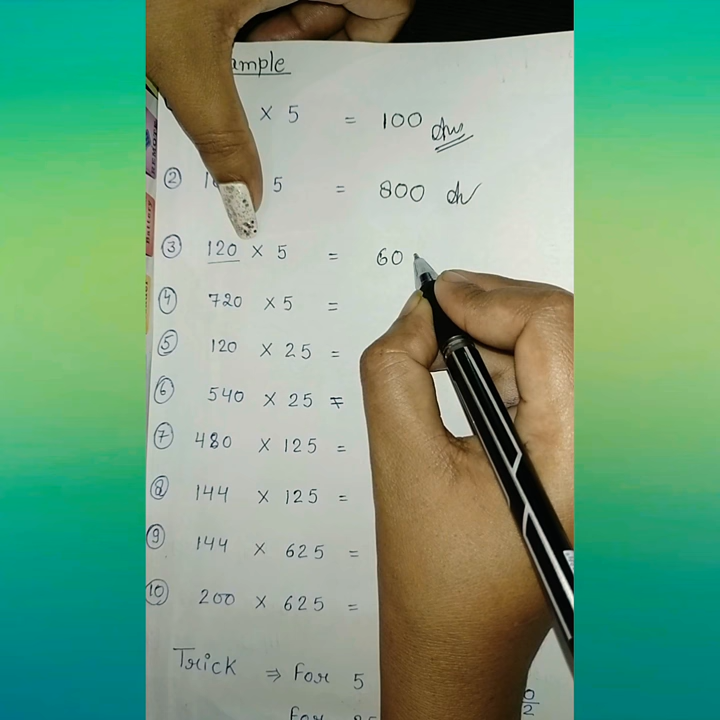 ample
× 5 = 100 Ans
② 5 = 800
③ 120 × 5 = 60
④ 720 × 5 =
⑤ 120 × 25 =
⑥ 540 × 25 =
⑦ 480 × 125 =
⑧ 144 × 125 =
⑨ 144 × 625 =
⑩ 200 × 625 =
Trick ⇒ For 5
For